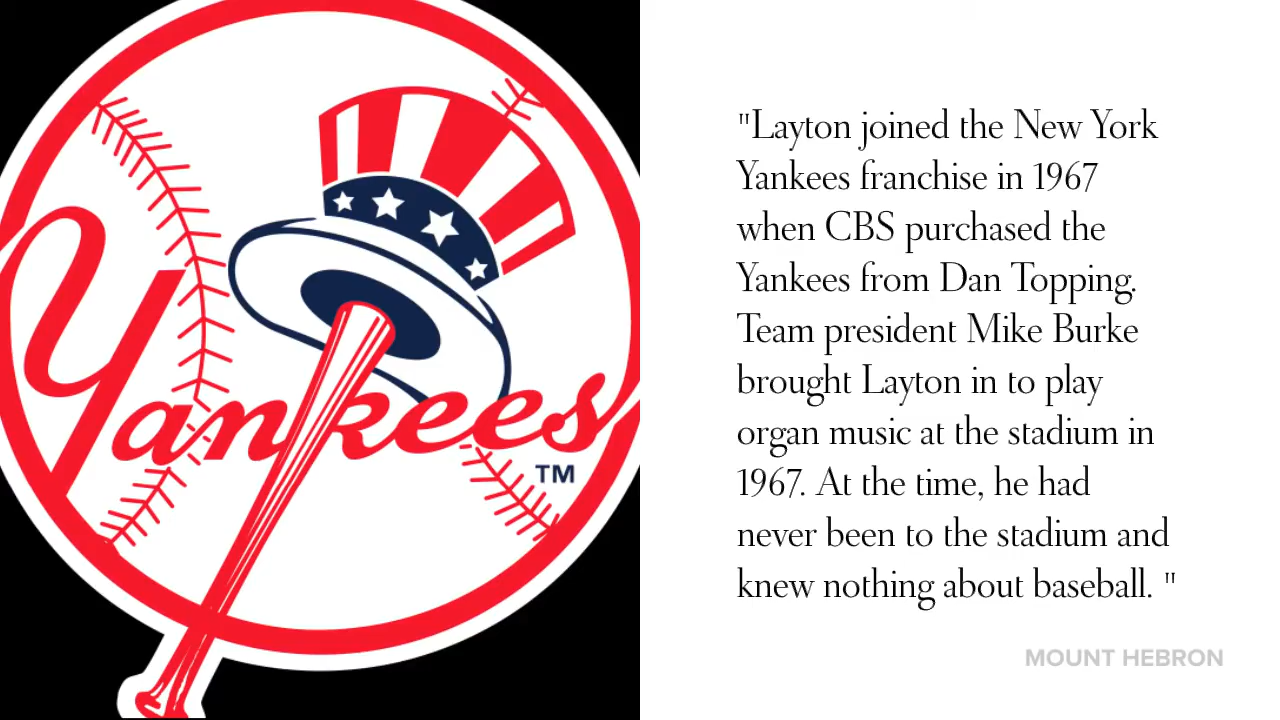 Yankees
TM
"Layton joined the New York
Yankees franchise in 1967
when CBS purchased the
Yankees from Dan Topping.
Team president Mike Burke
brought Layton in to play
organ music at the stadium in
1967. At the time, he had
never been to the stadium and
knew nothing about baseball. "
MOUNT HEBRON